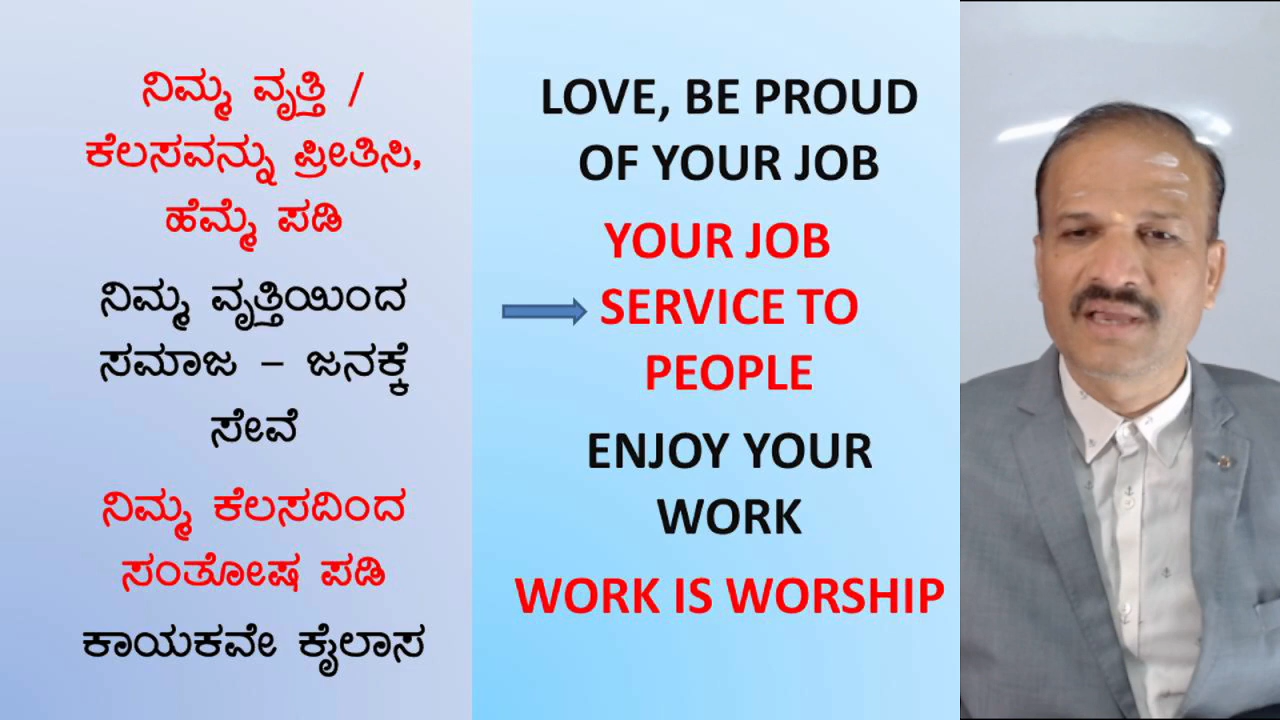 ನಿಮ್ಮ ವೃತ್ತಿ /
ಕೆಲಸವನ್ನು ಪ್ರೀತಿಸಿ,
ಹೆಮ್ಮೆ ಪಡಿ
ನಿಮ್ಮ ವೃತ್ತಿಯಿಂದ
ಸಮಾಜ – ಜನಕ್ಕೆ
ಸೇವೆ
ನಿಮ್ಮ ಕೆಲಸದಿಂದ
ಸಂತೋಷ ಪಡಿ
ಕಾಯಕವೇ ಕೈಲಾಸ
LOVE, BE PROUD
OF YOUR JOB
YOUR JOB
SERVICE TO
PEOPLE
ENJOY YOUR
WORK
WORK IS WORSHIP